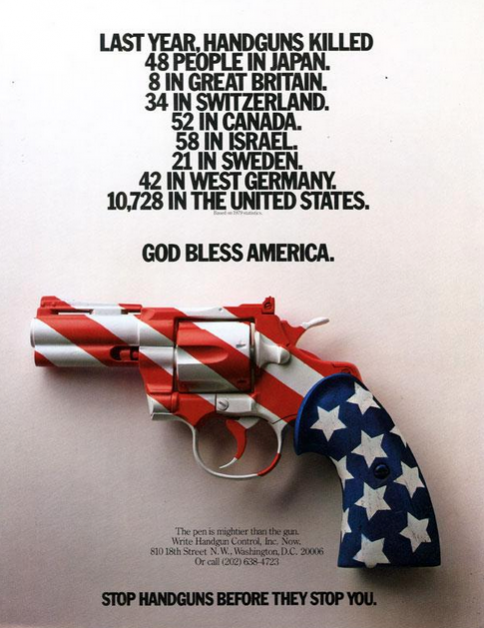 LAST YEAR, HANDGUNS KILLED
48 PEOPLE IN JAPAN.
8 IN GREAT BRITAIN.
34 IN SWITZERLAND.
52 IN CANADA.
58 IN ISRAEL.
21 IN SWEDEN.
42 IN WEST GERMANY.
10,728 IN THE UNITED STATES.
Based on 1979 statistics.
GOD BLESS AMERICA.
The pen is mightier than the gun.
Write Handgun Control, Inc. Now.
810 18th Street N.W., Washington, D.C. 20006
Or call (202) 638-4723
STOP HANDGUNS BEFORE THEY STOP YOU.